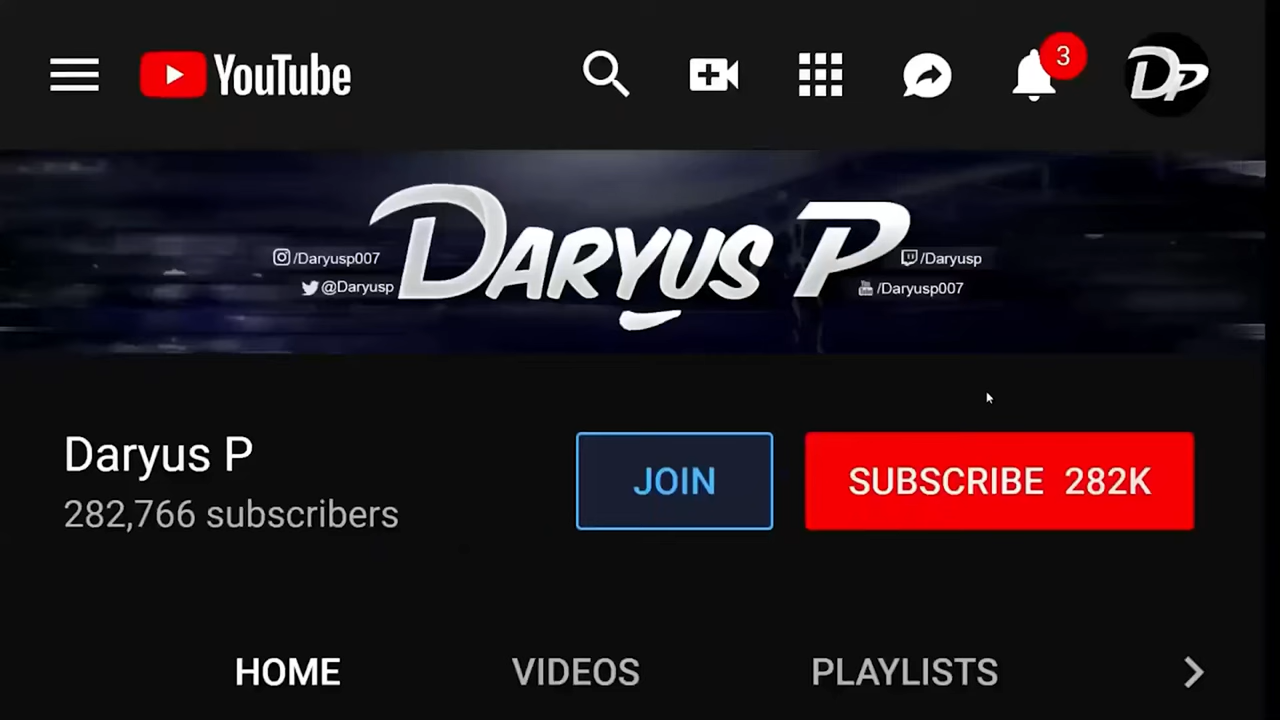 YouTube
3
DP
DARYUS P
/Daryusp007
/Daryusp
@Daryusp
/Daryusp007
Daryus P
JOIN
SUBSCRIBE 282K
282,766 subscribers
HOME VIDEOS PLAYLISTS